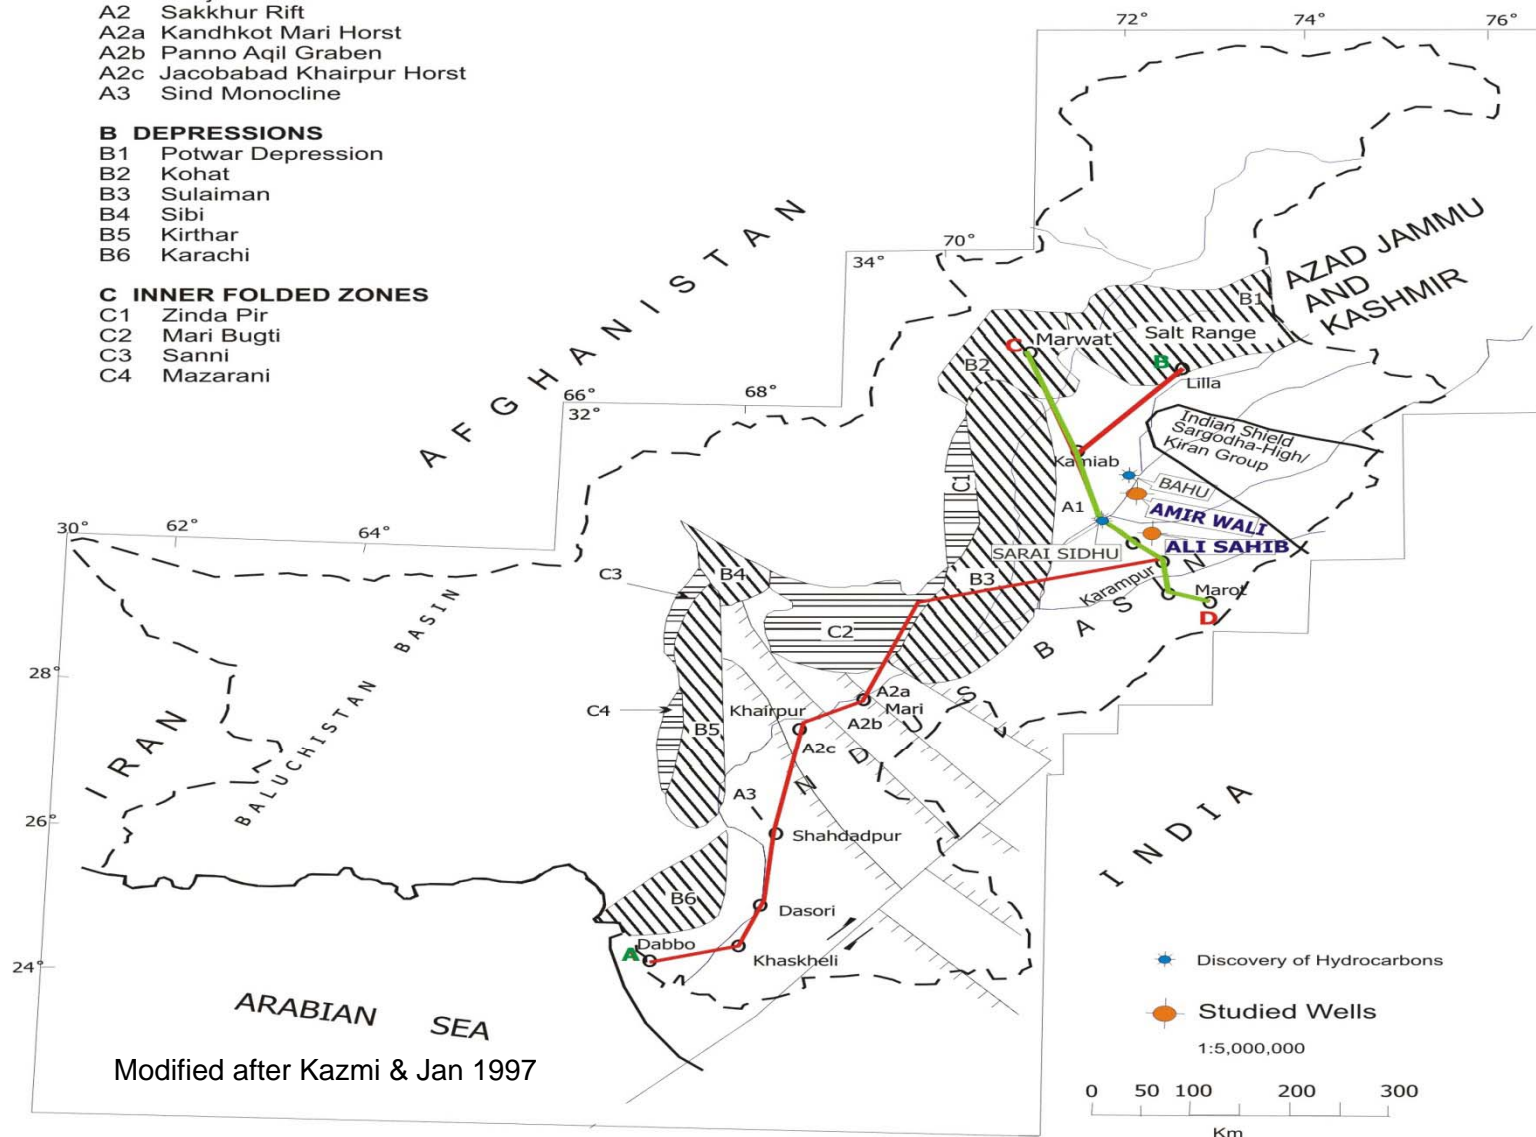 A2 Sakkhur Rift
A2a Kandhkot Mari Horst
A2b Panno Aqil Graben
A2c Jacobabad Khairpur Horst
A3 Sind Monocline
B DEPRESSIONS
B1 Potwar Depression
B2 Kohat
B3 Sulaiman
B4 Sibi
B5 Kirthar
B6 Karachi
C INNER FOLDED ZONES
C1 Zinda Pir
C2 Mari Bugti
C3 Sanni
C4 Mazarani
72°
74°
76°
70°
34°
66°
32°
68°
30°
62°
64°
28°
26°
24°
AFGHANISTAN
AZAD JAMMU
AND
KASHMIR
B1
Salt Range
C
Marwat
B
B2
Lilla
Indian Shield
Sargodha-High/
Kiran Group
Kamiab
C1
BAHU
A1
AMIR WALI
ALI SAHIB
SARAI SIDHU
B3
Karampur
Marot
D
C3
B4
C2
C4
B5
Khairpur
A2a
Mari
A2b
A2c
A3
Shahdadpur
B6
Dasori
Dabbo
A
Khaskheli
INDUS BASIN
BALUCHISTAN BASIN
IRAN
INDIA
ARABIAN SEA
Modified after Kazmi & Jan 1997
Discovery of Hydrocarbons
Studied Wells
1:5,000,000
0 50 100 200 300
Km